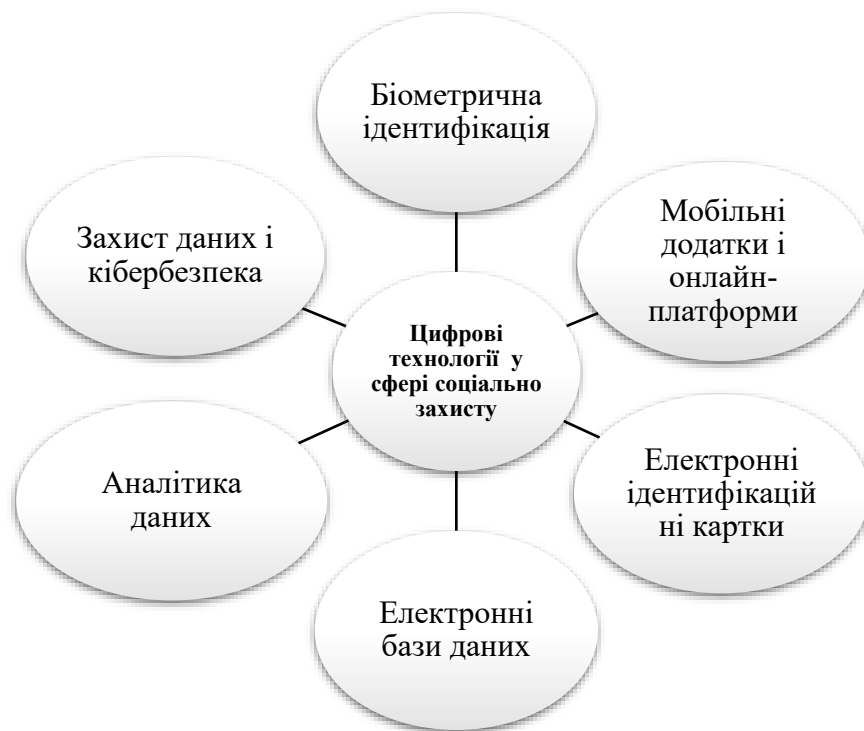 Біометрична
ідентифікація
Мобільні
додатки і
онлайн-
платформи
Захист даних і
кібербезпека
Цифрові
технології у
сфері соціально
захисту
Електронні
ідентифікацій
ні картки
Аналітика
даних
Електронні
бази даних